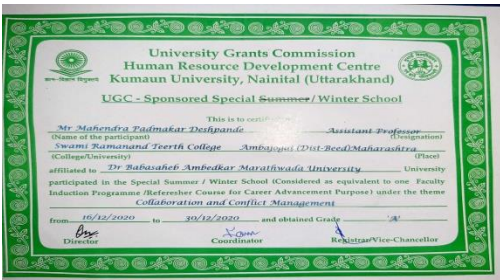 University Grants Commission
Human Resource Development Centre
Kumaun University, Nainital (Uttarakhand)
UGC - Sponsored Special Summer / Winter School
This is to certify
Mr Mahendra Padmakar Deshpande Assistant Professor
(Name of the participant) (Designation)
Swami Ramanand Teerth College Ambajogai (Dist-Beed)Maharashtra
(College/University) (Place)
affiliated to Dr Babasaheb Ambedkar Marathwada University University
participated in the Special Summer / Winter School (Considered as equivalent to one Faculty
Induction Programme /Refresher Course for Career Advancement Purpose) under the theme
Collaboration and Conflict Management
from 16/12/2020 to 30/12/2020 and obtained Grade 'A'
Director Coordinator Registrar/Vice-Chancellor